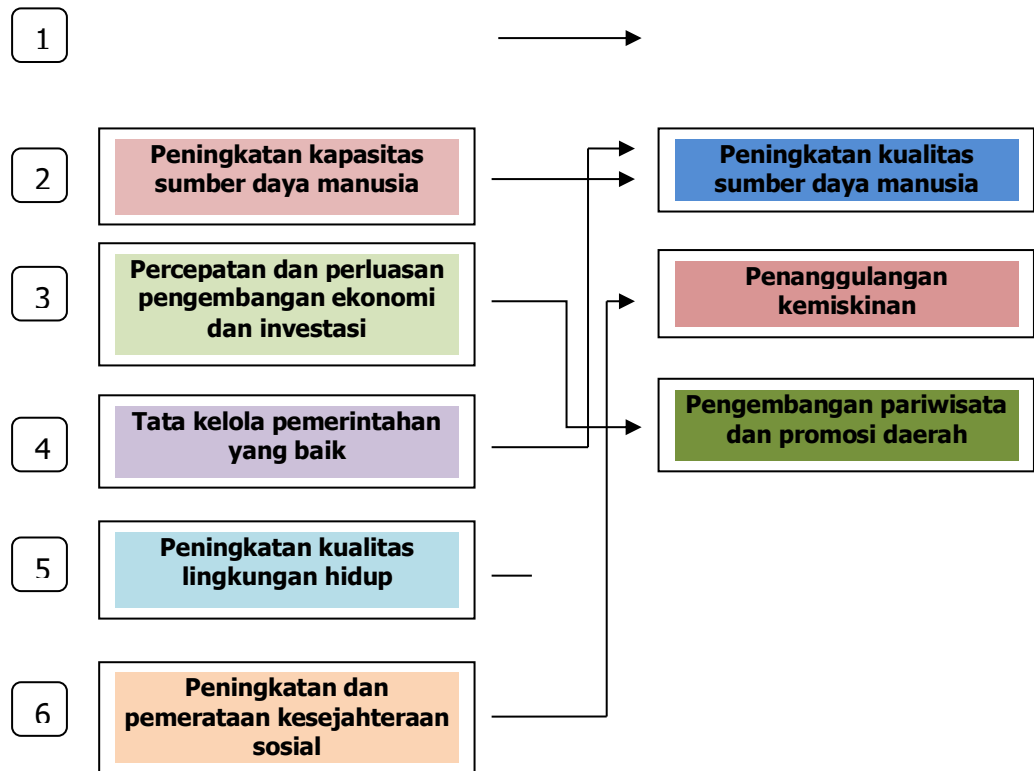 1
2
Peningkatan kapasitas
sumber daya manusia
Peningkatan kualitas
sumber daya manusia
3
Percepatan dan perluasan
pengembangan ekonomi
dan investasi
Penanggulangan
kemiskinan
4
Tata kelola pemerintahan
yang baik
Pengembangan pariwisata
dan promosi daerah
5
Peningkatan kualitas
lingkungan hidup
6
Peningkatan dan
pemerataan kesejahteraan
sosial